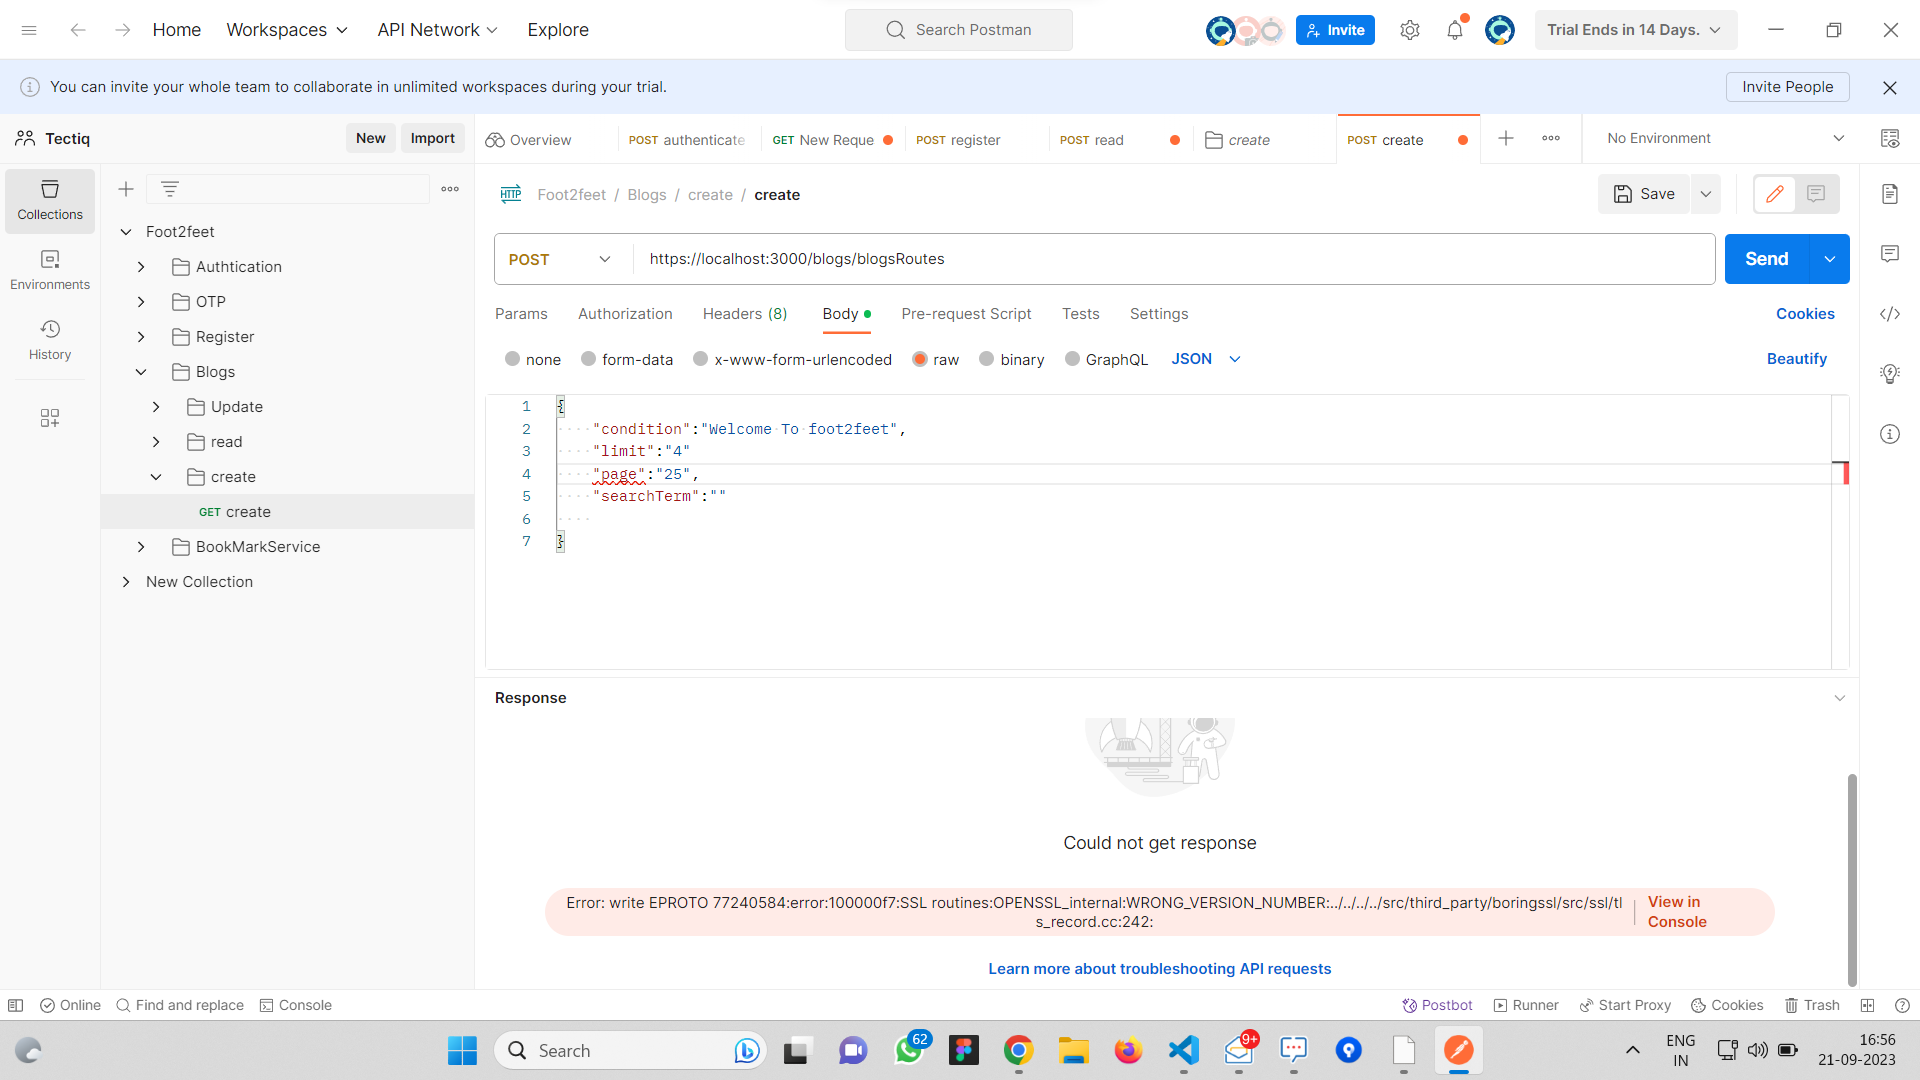 Home
Workspaces
API Network
Explore
Search Postman
Invite
Trial Ends in 14 Days.
You can invite your whole team to collaborate in unlimited workspaces during your trial.
Invite People
Tectiq
New
Import
Overview
POST authenticate
GET New Reque
POST register
POST read
create
POST create
No Environment
Collections
Environments
History
Foot2feet
Authtication
OTP
Register
Blogs
Update
read
create
GET create
BookMarkService
New Collection
HTTP
Foot2feet / Blogs / create / create
Save
POST
https://localhost:3000/blogs/blogsRoutes
Send
Params
Authorization
Headers (8)
Body
Pre-request Script
Tests
Settings
Cookies
none
form-data
x-www-form-urlencoded
raw
binary
GraphQL
JSON
Beautify
1 {
2 "condition":"Welcome To foot2feet",
3 "limit":"4"
4 "page":"25",
5 "searchTerm":""
6
7 }
Response
Could not get response
Error: write EPROTO 77240584:error:100000f7:SSL routines:OPENSSL_internal:WRONG_VERSION_NUMBER:../../../../src/third_party/boringssl/src/ssl/tl
s_record.cc:242:
View in
Console
Learn more about troubleshooting API requests
Online
Find and replace
Console
Postbot
Runner
Start Proxy
Cookies
Trash
Search
62
9+
ENG
IN
16:56
21-09-2023